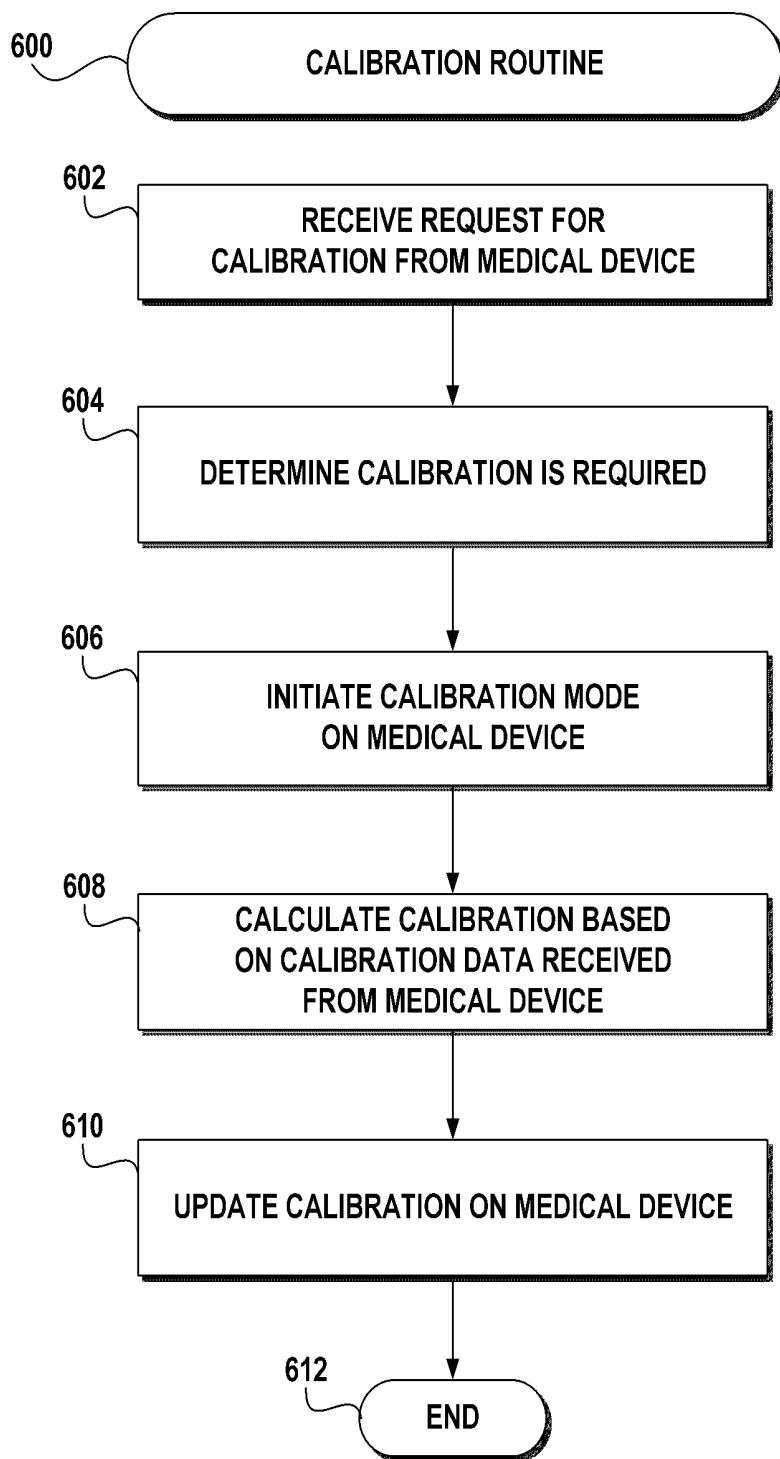 600
CALIBRATION ROUTINE
602
RECEIVE REQUEST FOR
CALIBRATION FROM MEDICAL DEVICE
604
DETERMINE CALIBRATION IS REQUIRED
606
INITIATE CALIBRATION MODE
ON MEDICAL DEVICE
608
CALCULATE CALIBRATION BASED
ON CALIBRATION DATA RECEIVED
FROM MEDICAL DEVICE
610
UPDATE CALIBRATION ON MEDICAL DEVICE
612
END